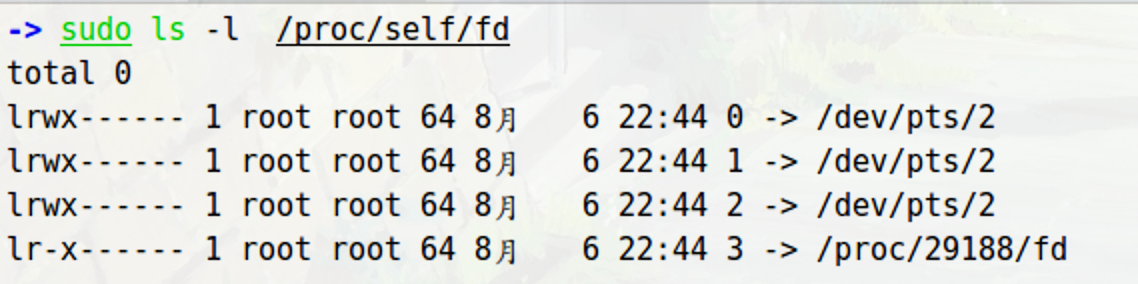 -> sudo ls -l  /proc/self/fd
total 0
lrwx------ 1 root root 64 8月    6 22:44 0 -> /dev/pts/2
lrwx------ 1 root root 64 8月    6 22:44 1 -> /dev/pts/2
lrwx------ 1 root root 64 8月    6 22:44 2 -> /dev/pts/2
lr-x------ 1 root root 64 8月    6 22:44 3 -> /proc/29188/fd